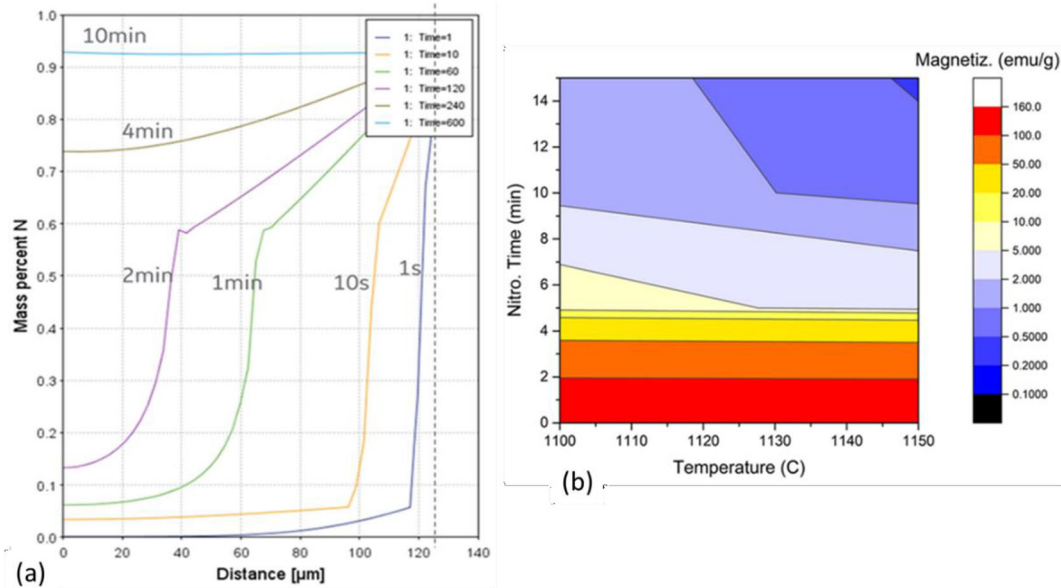 1.0
0.9
0.8
0.7
0.6
0.5
0.4
0.3
0.2
0.1
0.0
Mass percent N
10min
4min
2min
1min
10s
1s
1: Time=1
1: Time=10
1: Time=60
1: Time=120
1: Time=240
1: Time=600
0 20 40 60 80 100 120 140
Distance [µm]
(a)
Magnetiz. (emu/g)
14
12
10
8
6
4
2
0
Nitro. Time (min)
1100 1110 1120 1130 1140 1150
Temperature (C)
160.0
100.0
50.00
20.00
10.00
5.000
2.000
1.000
0.5000
0.2000
0.1000
(b)